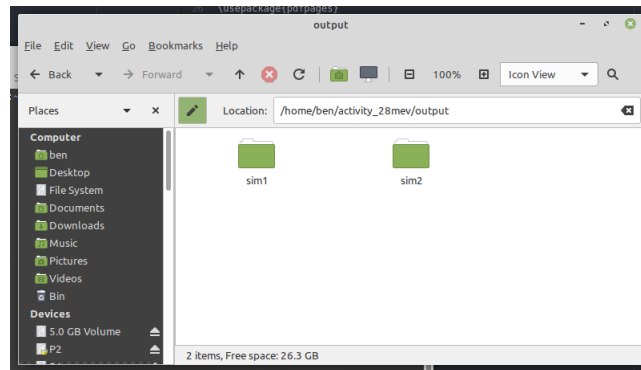 26 \usepackage{pdfpages}
output
File Edit View Go Bookmarks Help
Back Forward 100% Icon View
Places Location: /home/ben/activity_28mev/output
Computer
ben
Desktop
File System
Documents
Downloads
Music
Pictures
Videos
Bin
Devices
5.0 GB Volume
P2
sim1 sim2
2 items, Free space: 26.3 GB